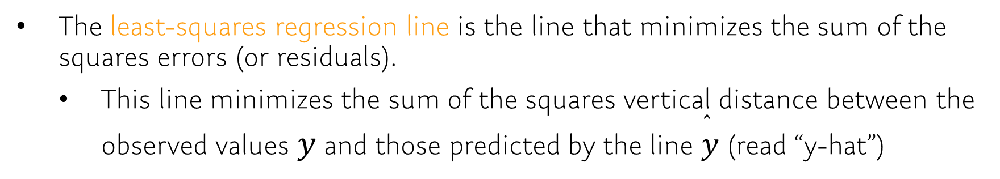 • The least-squares regression line is the line that minimizes the sum of the
squares errors (or residuals).
• This line minimizes the sum of the squares vertical distance between the
observed values y and those predicted by the line ŷ (read “y-hat”)